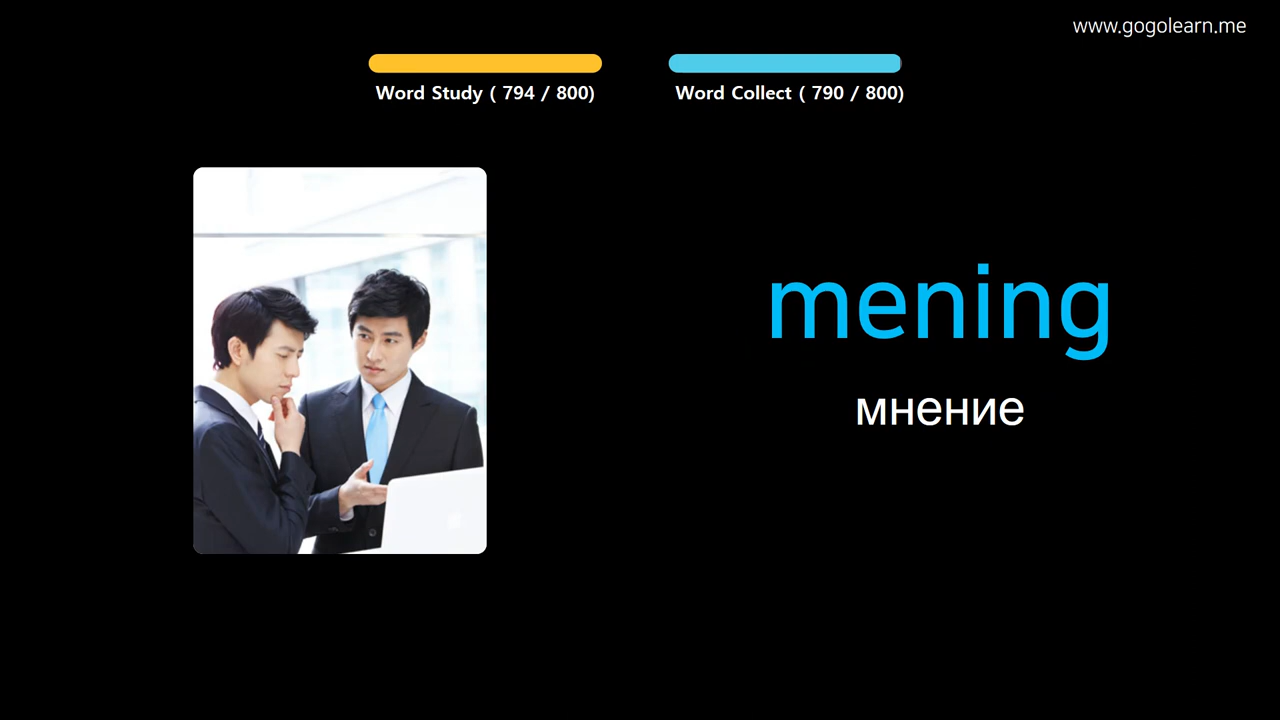 www.gogolearn.me
Word Study ( 794 / 800)
Word Collect ( 790 / 800)
mening
мнение